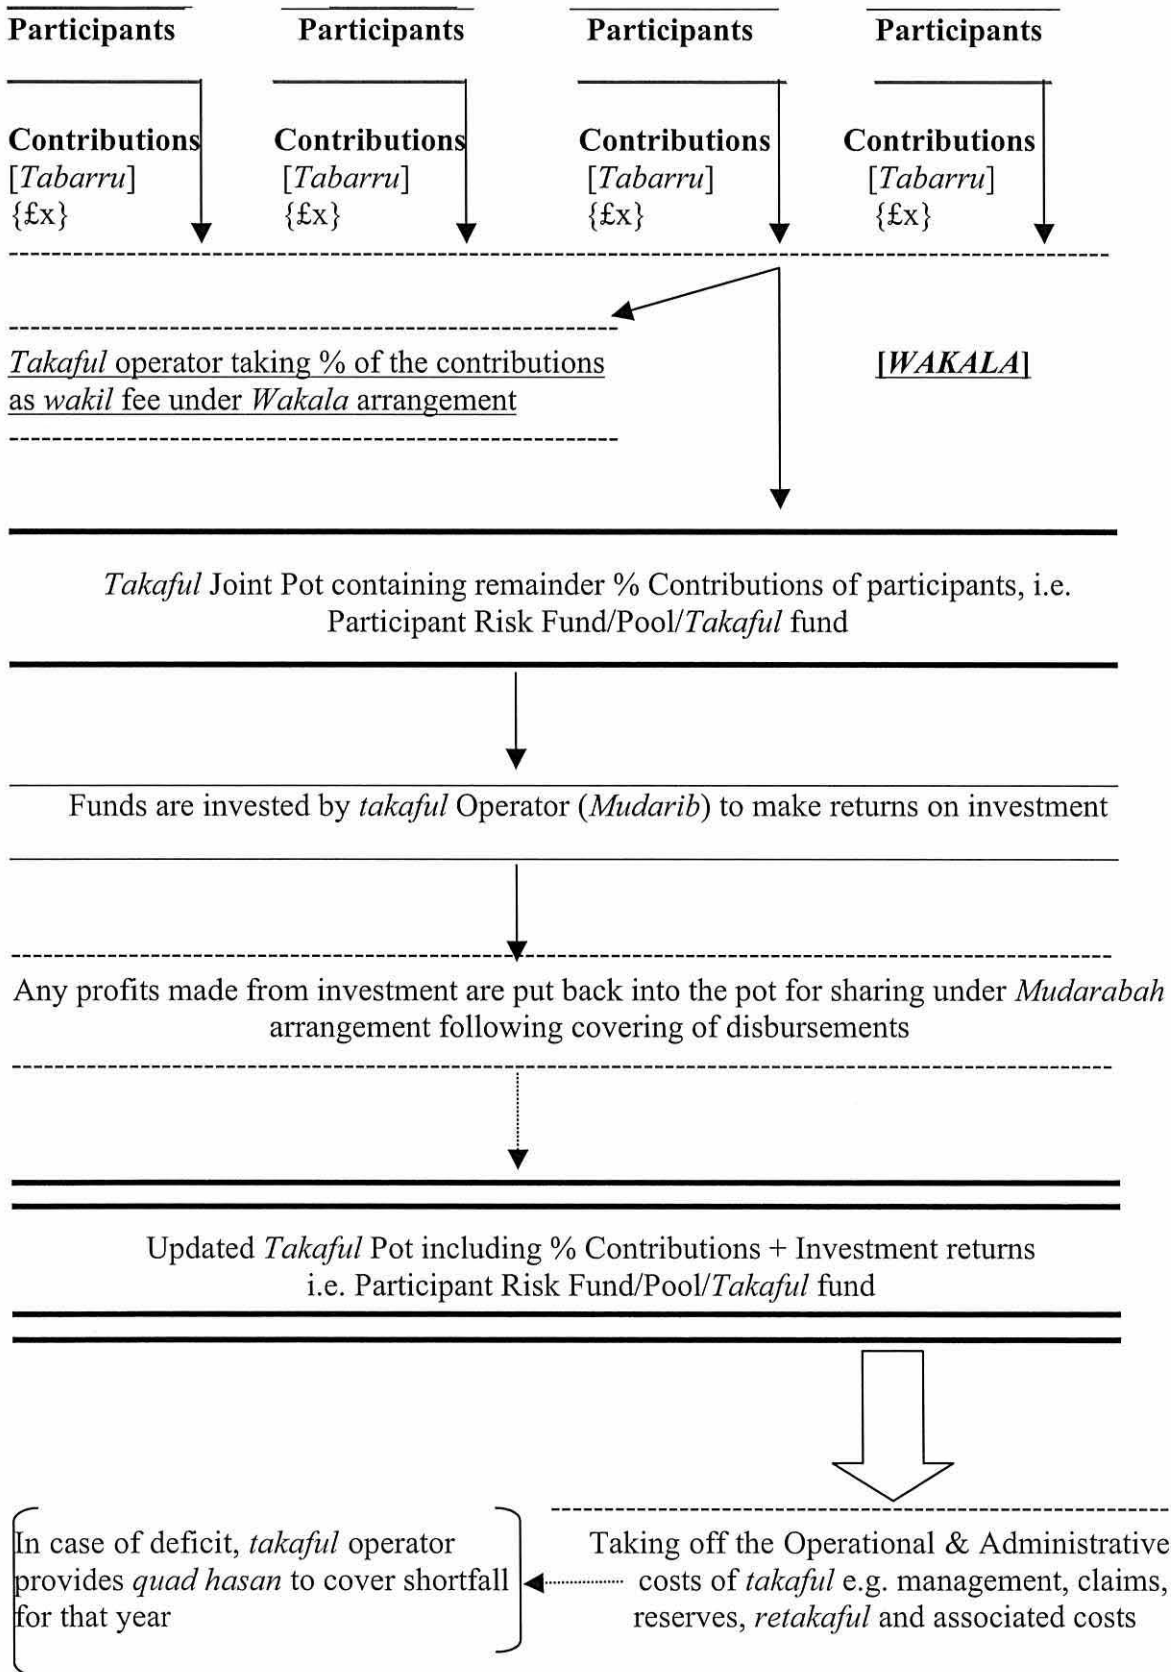 Participants Participants Participants Participants
Contributions Contributions Contributions Contributions
[Tabarru] [Tabarru] [Tabarru] [Tabarru]
{£x} {£x} {£x} {£x}
Takaful operator taking % of the contributions
as wakil fee under Wakala arrangement
[WAKALA]
Takaful Joint Pot containing remainder % Contributions of participants, i.e.
Participant Risk Fund/Pool/Takaful fund
Funds are invested by takaful Operator (Mudarib) to make returns on investment
Any profits made from investment are put back into the pot for sharing under Mudarabah
arrangement following covering of disbursements
Updated Takaful Pot including % Contributions + Investment returns
i.e. Participant Risk Fund/Pool/Takaful fund
In case of deficit, takaful operator
provides quad hasan to cover shortfall
for that year
Taking off the Operational & Administrative
costs of takaful e.g. management, claims,
reserves, retakaful and associated costs